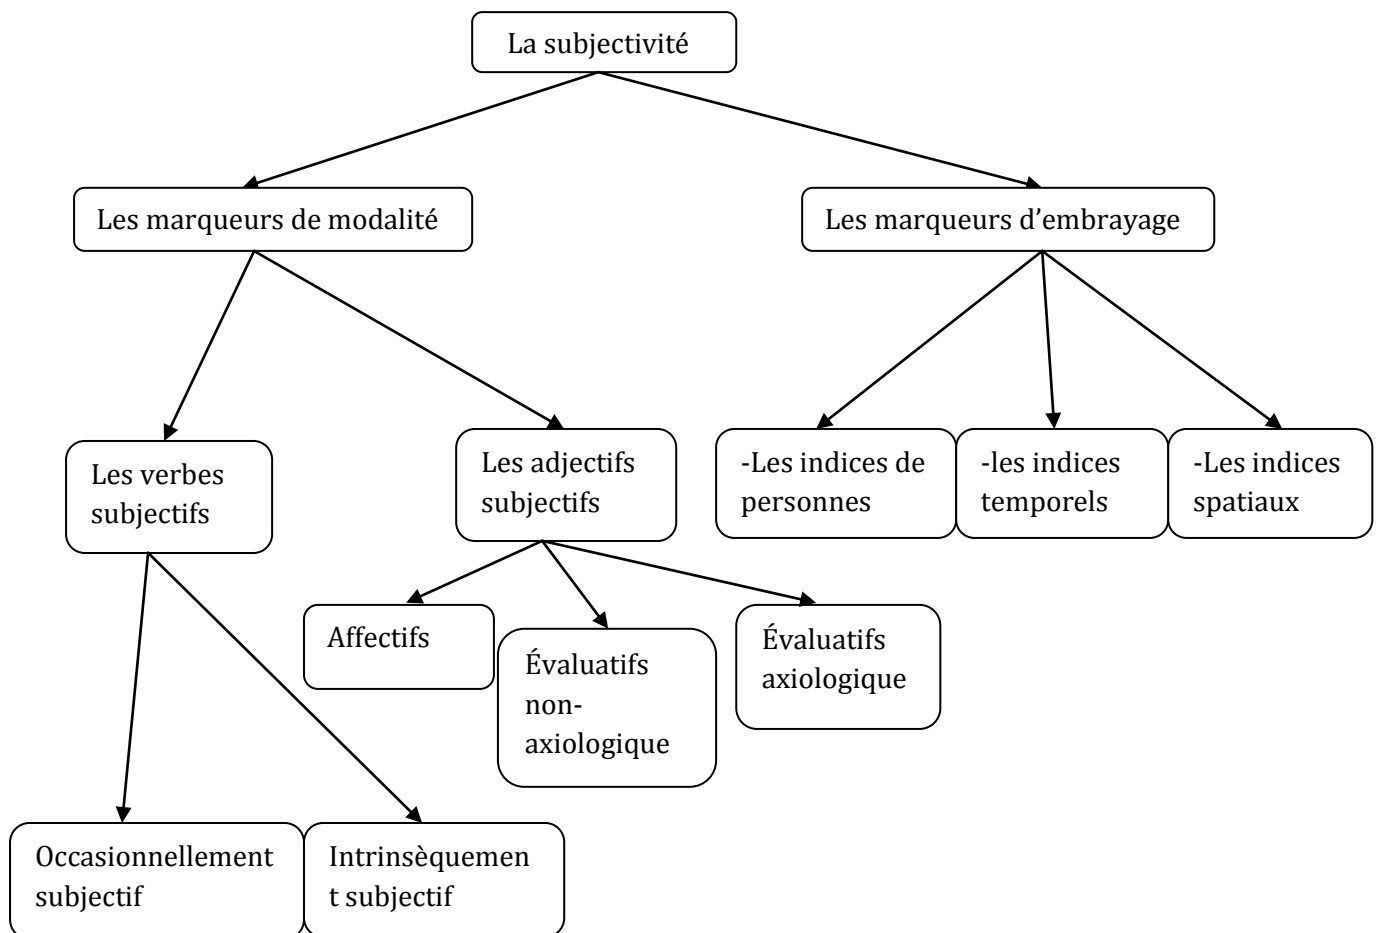 La subjectivité
Les marqueurs de modalité
Les marqueurs d’embrayage
Les verbes
subjectifs
Les adjectifs
subjectifs
-Les indices de
personnes
-les indices
temporels
-Les indices
spatiaux
Affectifs
Évaluatifs
non-
axiologique
Évaluatifs
axiologique
Occasionnellement
subjectif
Intrinsèquemen
t subjectif